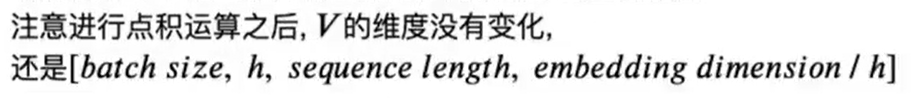 注意进行点积运算之后, V的维度没有变化,
还是[batch size, h, sequence length, embedding dimension / h]